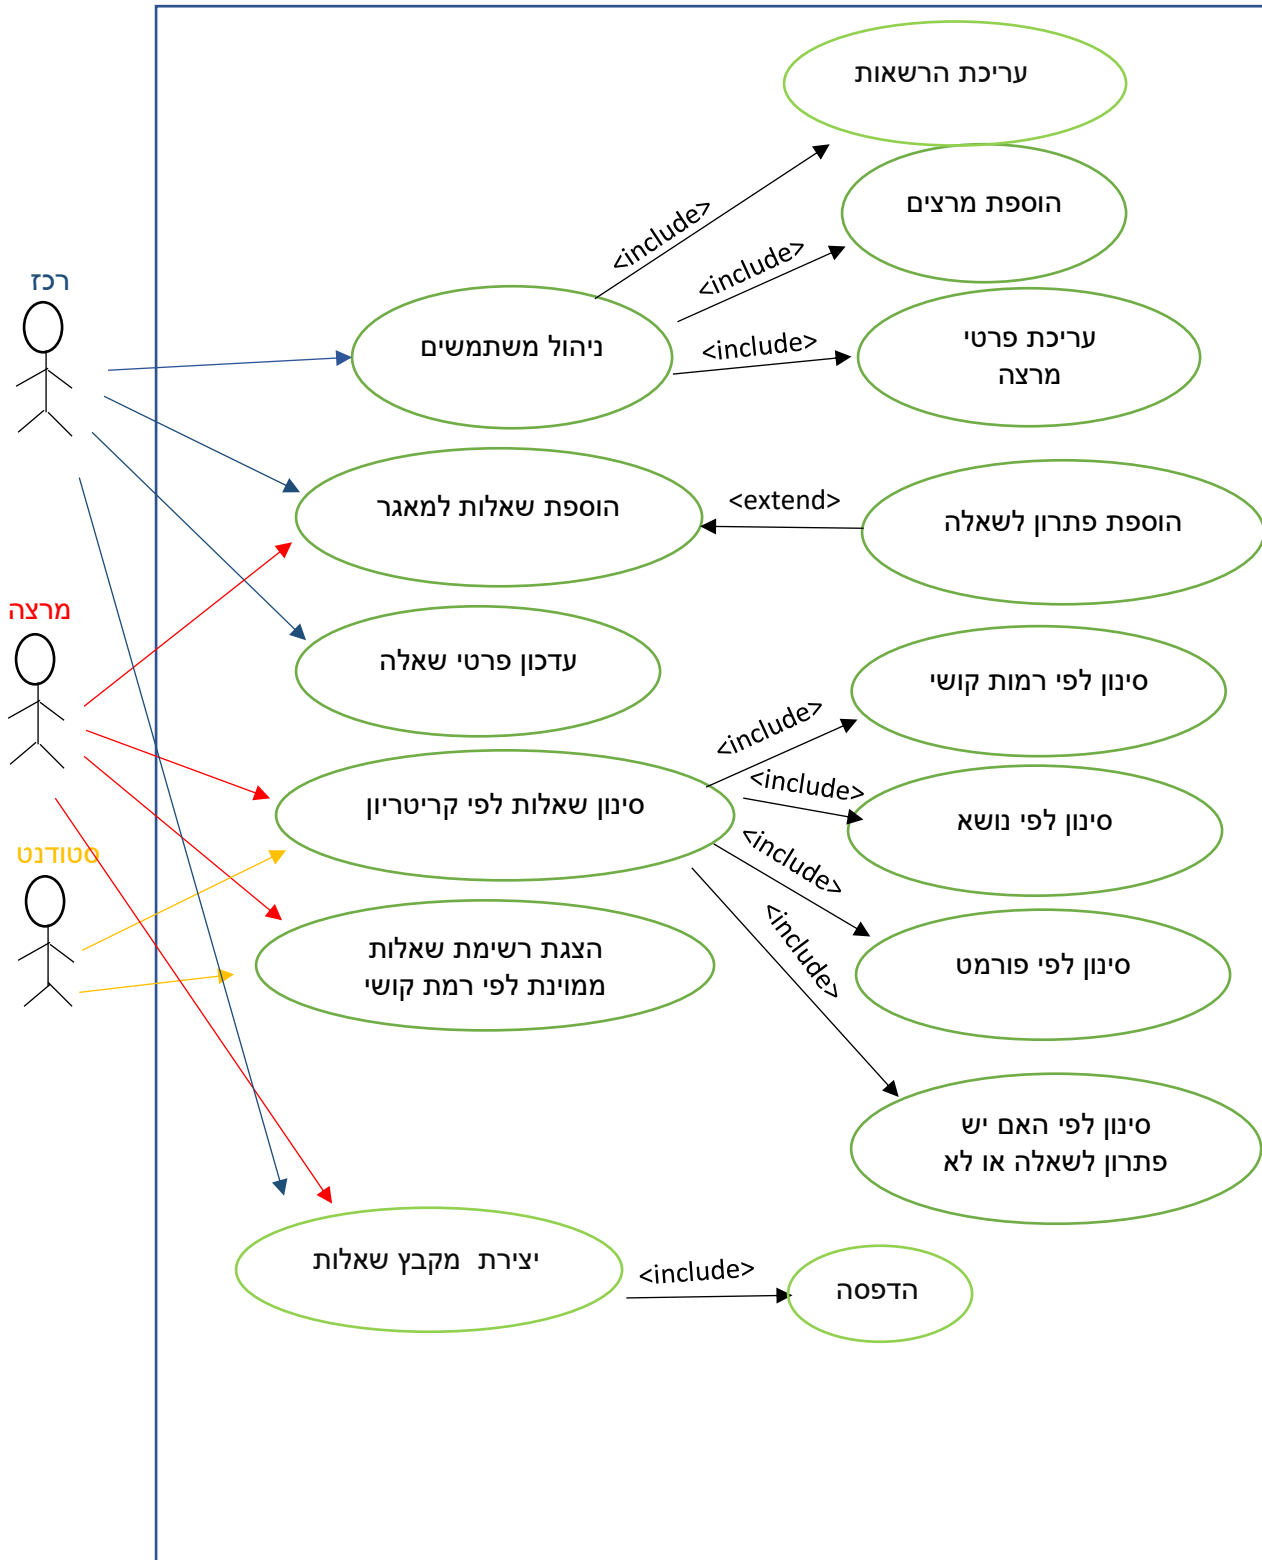 עריכת הרשאות
הוספת מרצים
<include>
<include>
רכז
ניהול משתמשים
<include>
עריכת פרטי
מרצה
הוספת שאלות למאגר
<extend>
הוספת פתרון לשאלה
מרצה
עדכון פרטי שאלה
סינון לפי רמות קושי
<include>
סינון שאלות לפי קריטריון
<include>
סינון לפי נושא
סטודנט
<include>
הצגת רשימת שאלות
ממוינת לפי רמת קושי
<include>
סינון לפי פורמט
סינון לפי האם יש
פתרון לשאלה או לא
יצירת  מקבץ שאלות
<include>
הדפסה